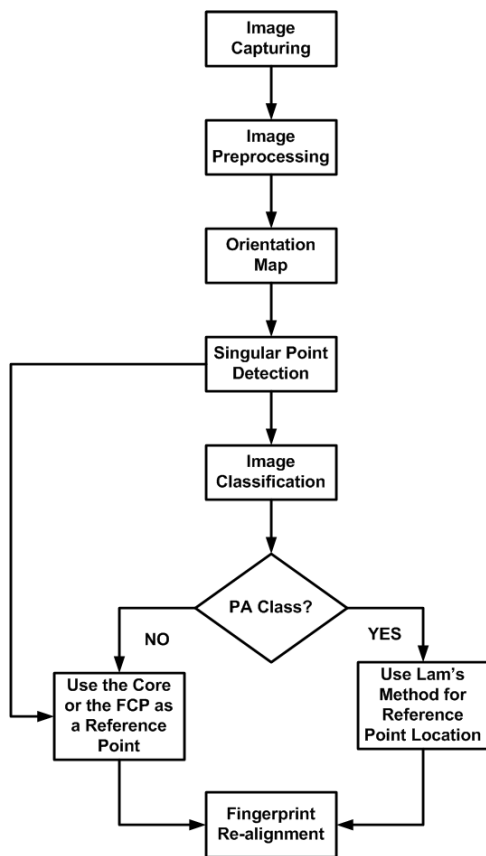 Image
Capturing
Image
Preprocessing
Orientation
Map
Singular Point
Detection
Image
Classification
PA Class?
NO
YES
Use the Core
or the FCP as
a Reference
Point
Use Lam's
Method for
Reference
Point Location
Fingerprint
Re-alignment